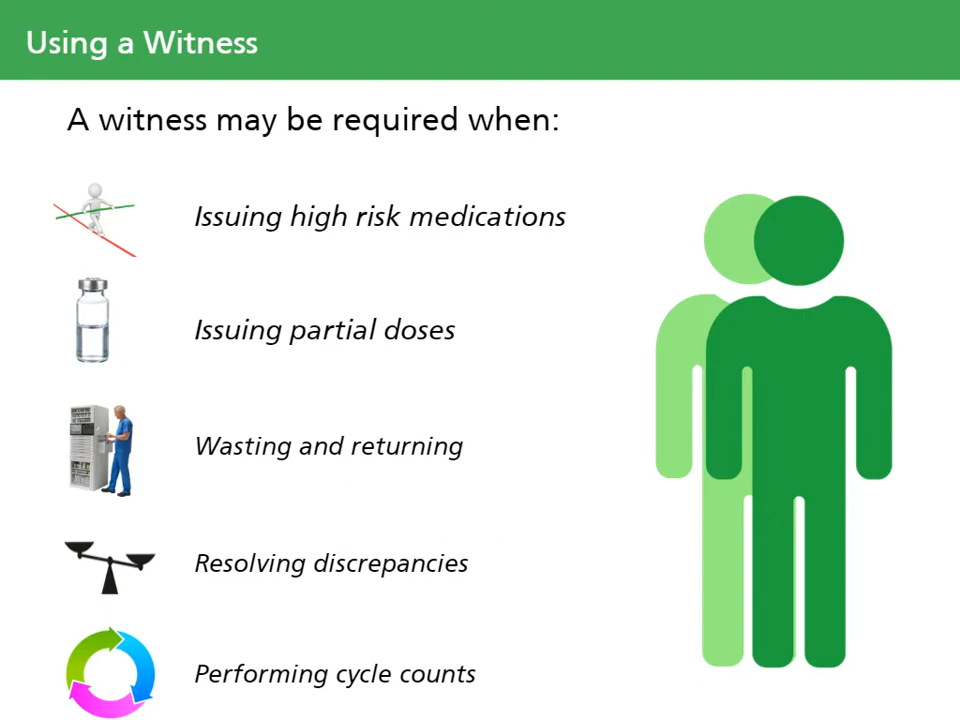 Using a Witness
A witness may be required when:
Issuing high risk medications
Issuing partial doses
Wasting and returning
Resolving discrepancies
Performing cycle counts